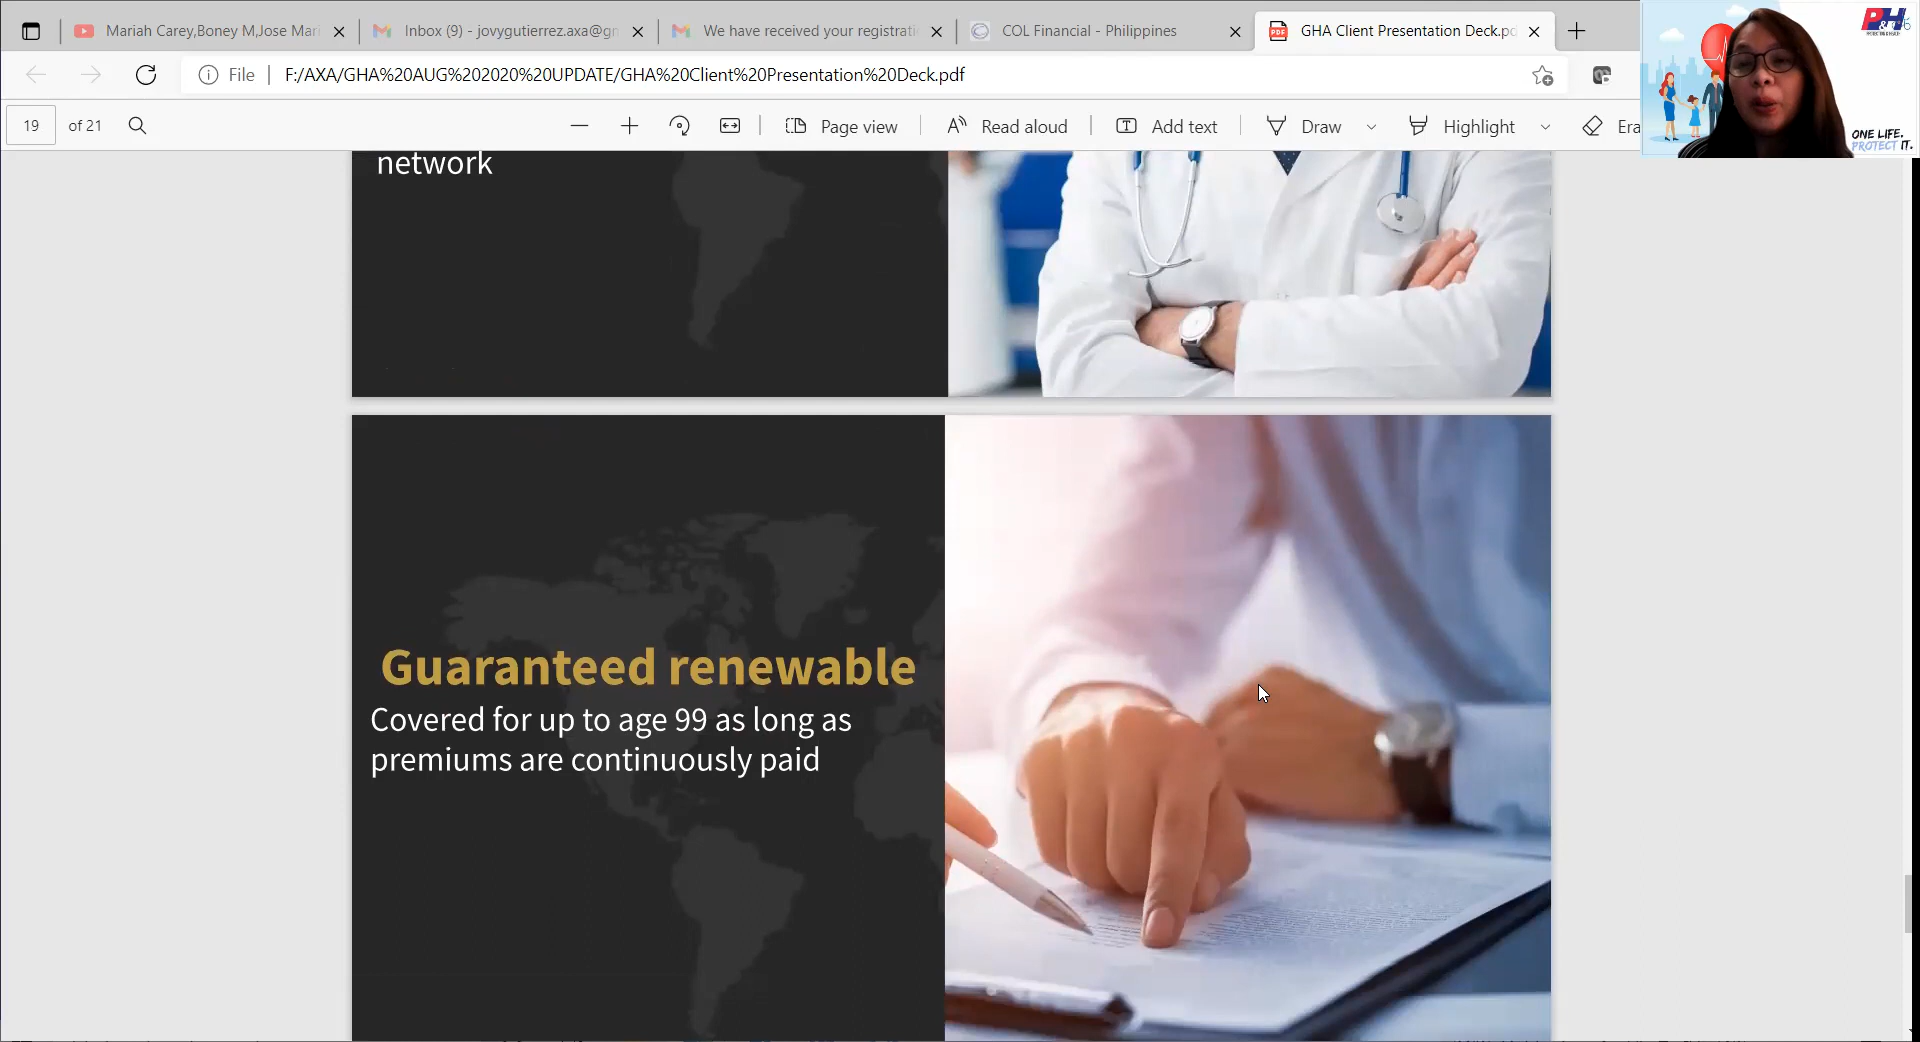 Mariah Carey,Boney M,Jose Mari
Inbox (9) - jovygutierrez.axa@gm
We have received your registrati
COL Financial - Philippines
GHA Client Presentation Deck.pd
File
F:/AXA/GHA%20AUG%202020%20UPDATE/GHA%20Client%20Presentation%20Deck.pdf
19 of 21
Page view
Read aloud
Add text
Draw
Highlight
Era
P&H
ONE LIFE.
PROTECT IT.
network
Guaranteed renewable
Covered for up to age 99 as long as
premiums are continuously paid